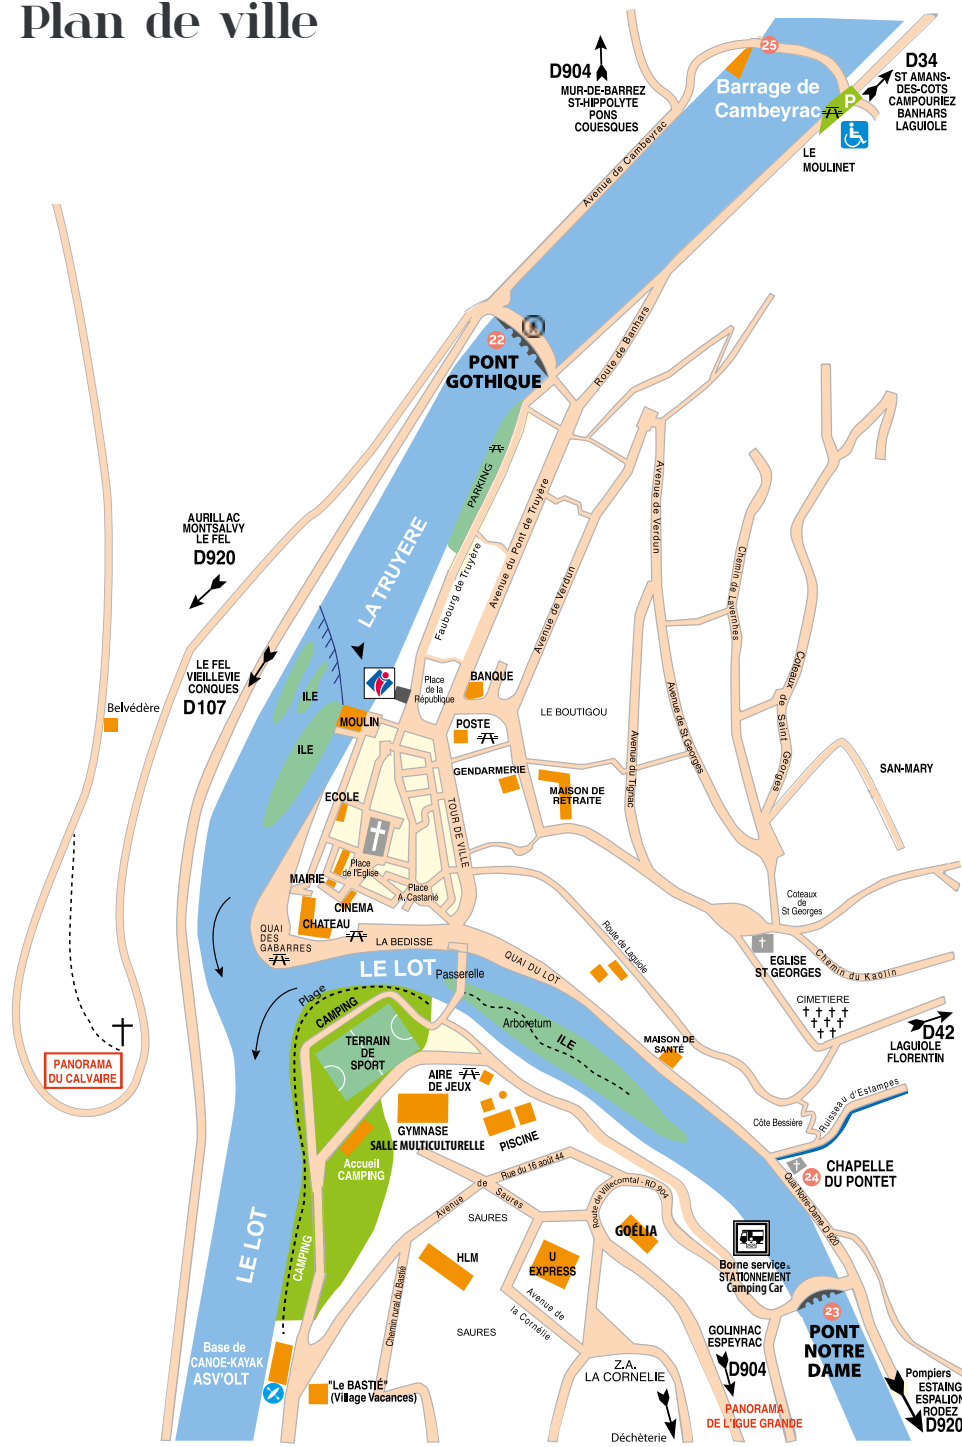 Plan de ville
25
D904
MUR-DE-BARREZ
ST-HIPPOLYTE
PONS
COUESQUES
Barrage de
Cambeyrac
P
D34
ST AMANS-
DES-COTS
CAMPOURIEZ
BANHARS
LAGUIOLE
LE
MOULINET
Avenue de Cambeyrac
22
PONT
GOTHIQUE
Route de Banhars
PARKING
LA TRUYERE
Faubourg de Truyère
Avenue du Pont de Truyère
Avenue de Verdun
Avenue de Verdun
Chemin de Lavernhes
Coteaux de Saint Georges
AURILLAC
MONTSALVY
LE FEL
D920
LE FEL
VIEILLEVIE
CONQUES
D107
Belvédère
ILE
ILE
MOULIN
Place
de la
République
BANQUE
POSTE
LE BOUTIGOU
GENDARMERIE
MAISON DE
RETRAITE
Avenue du Tignac
Avenue de St Georges
SAN-MARY
ECOLE
TOUR DE VILLE
MAIRIE
Place
de l'Eglise
Place
A. Castanié
CINEMA
CHATEAU
QUAI
DES
GABARRES
LA BEDISSE
QUAI DU LOT
Route de Laguiole
Coteaux
de
St Georges
EGLISE
ST GEORGES
Chemin du Kaolin
CIMETIERE
D42
LAGUIOLE
FLORENTIN
LE LOT
Passerelle
Plage
CAMPING
TERRAIN
DE
SPORT
Arboretum
ILE
MAISON DE
SANTÉ
PANORAMA
DU CALVAIRE
AIRE
DE JEUX
GYMNASE
SALLE MULTICULTURELLE
PISCINE
Accueil
CAMPING
Côte Bessière
Ruisseau d'Estampes
24
CHAPELLE
DU PONTET
Quai Notre-Dame D 920
Rue du 16 août 44
Avenue de Saures
SAURES
Route de Villecomtal - RD 904
GOÉLIA
LE LOT
CAMPING
HLM
U
EXPRESS
Borne service
STATIONNEMENT
Camping Car
Chemin rural du Bastié
Avenue de
la Cornélie
SAURES
23
PONT
NOTRE
DAME
GOLINHAC
ESPEYRAC
D904
Base de
CANOE-KAYAK
ASV'OLT
"Le BASTIÉ"
(Village Vacances)
Z.A.
LA CORNELIE
PANORAMA
DE L'IGUE GRANDE
Déchèterie
Pompiers
ESTAING
ESPALION
RODEZ
D920